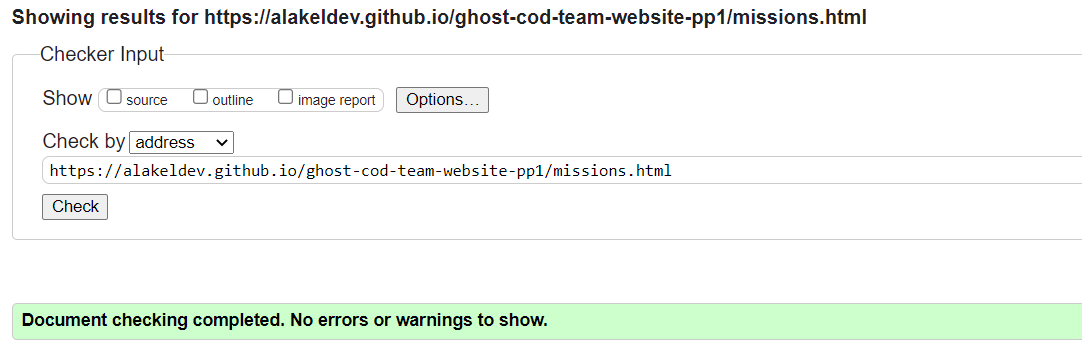 Showing results for https://alakeldev.github.io/ghost-cod-team-website-pp1/missions.html
Checker Input
Show source outline image report Options...
Check by address
https://alakeldev.github.io/ghost-cod-team-website-pp1/missions.html
Check
Document checking completed. No errors or warnings to show.